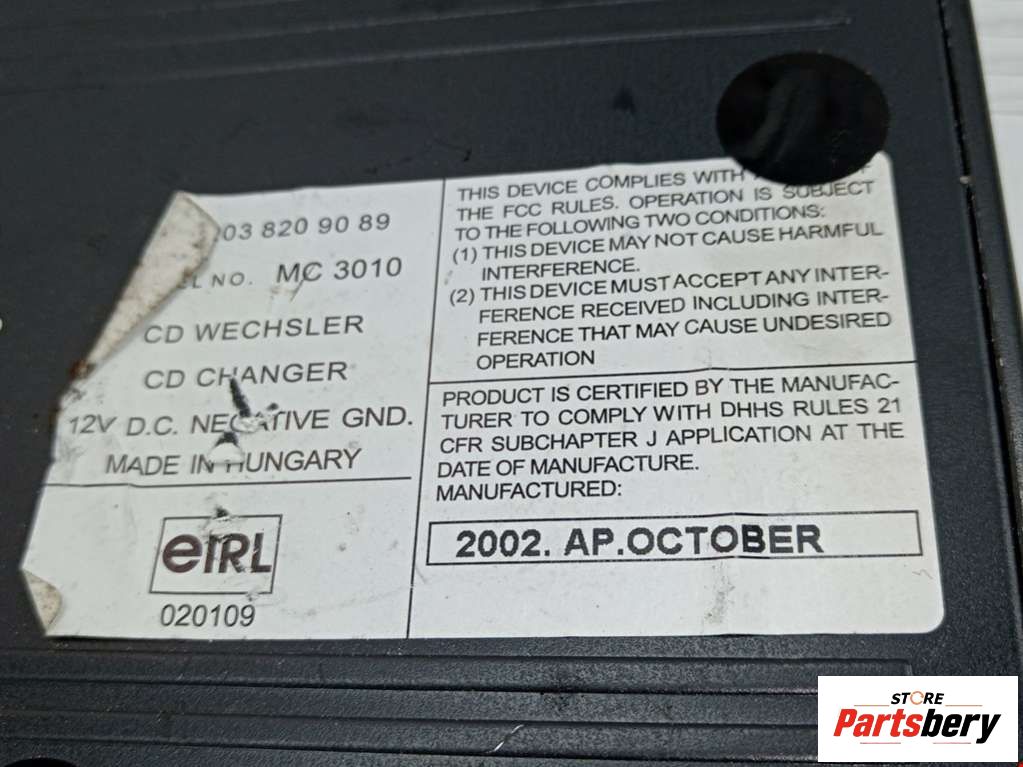 03 820 90 89
NO. MC 3010
CD WECHSLER
CD CHANGER
12V D.C. NEGATIVE GND.
MADE IN HUNGARY
eIRL
020109
THIS DEVICE COMPLIES WITH
THE FCC RULES. OPERATION IS SUBJECT
TO THE FOLLOWING TWO CONDITIONS:
(1) THIS DEVICE MAY NOT CAUSE HARMFUL
INTERFERENCE.
(2) THIS DEVICE MUST ACCEPT ANY INTER-
FERENCE RECEIVED INCLUDING INTER-
FERENCE THAT MAY CAUSE UNDESIRED
OPERATION
PRODUCT IS CERTIFIED BY THE MANUFAC-
TURER TO COMPLY WITH DHHS RULES 21
CFR SUBCHAPTER J APPLICATION AT THE
DATE OF MANUFACTURE.
MANUFACTURED:
2002. AP.OCTOBER
STORE
Partsbery